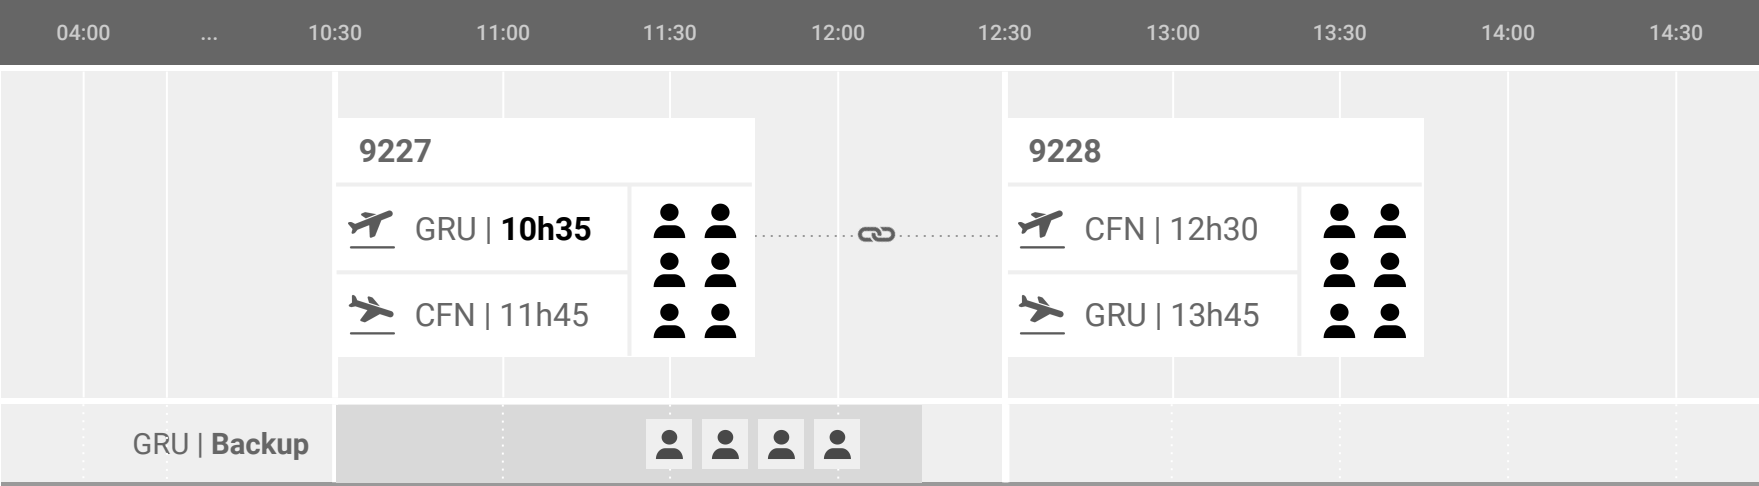 04:00 ... 10:30 11:00 11:30 12:00 12:30 13:00 13:30 14:00 14:30
9227
GRU | 10h35
CFN | 11h45
9228
CFN | 12h30
GRU | 13h45
GRU | Backup